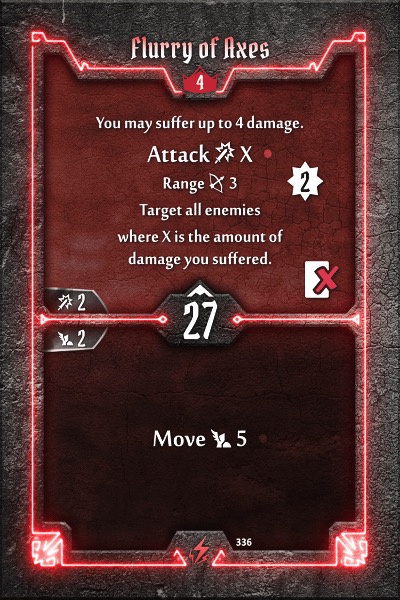 Flurry of Axes
4
You may suffer up to 4 damage.
Attack X
Range 3
2
Target all enemies
where X is the amount of
damage you suffered.
2
27
2
Move 5
336